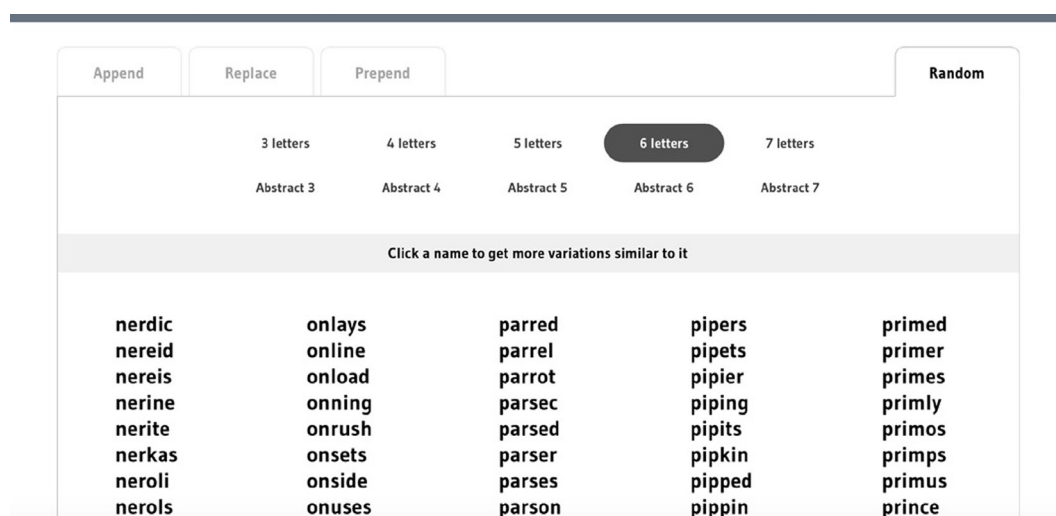 Append Replace Prepend Random
3 letters 4 letters 5 letters 6 letters 7 letters
Abstract 3 Abstract 4 Abstract 5 Abstract 6 Abstract 7
Click a name to get more variations similar to it
nerdic onlays parred pipers primed
nereid online parrel pipets primer
nereis onload parrot pipier primes
nerine onning parsec piping primly
nerite onrush parsed pipits primos
nerkas onsets parser pipkin primps
neroli onside parses pipped primus
nerols onuses parson pippin prince